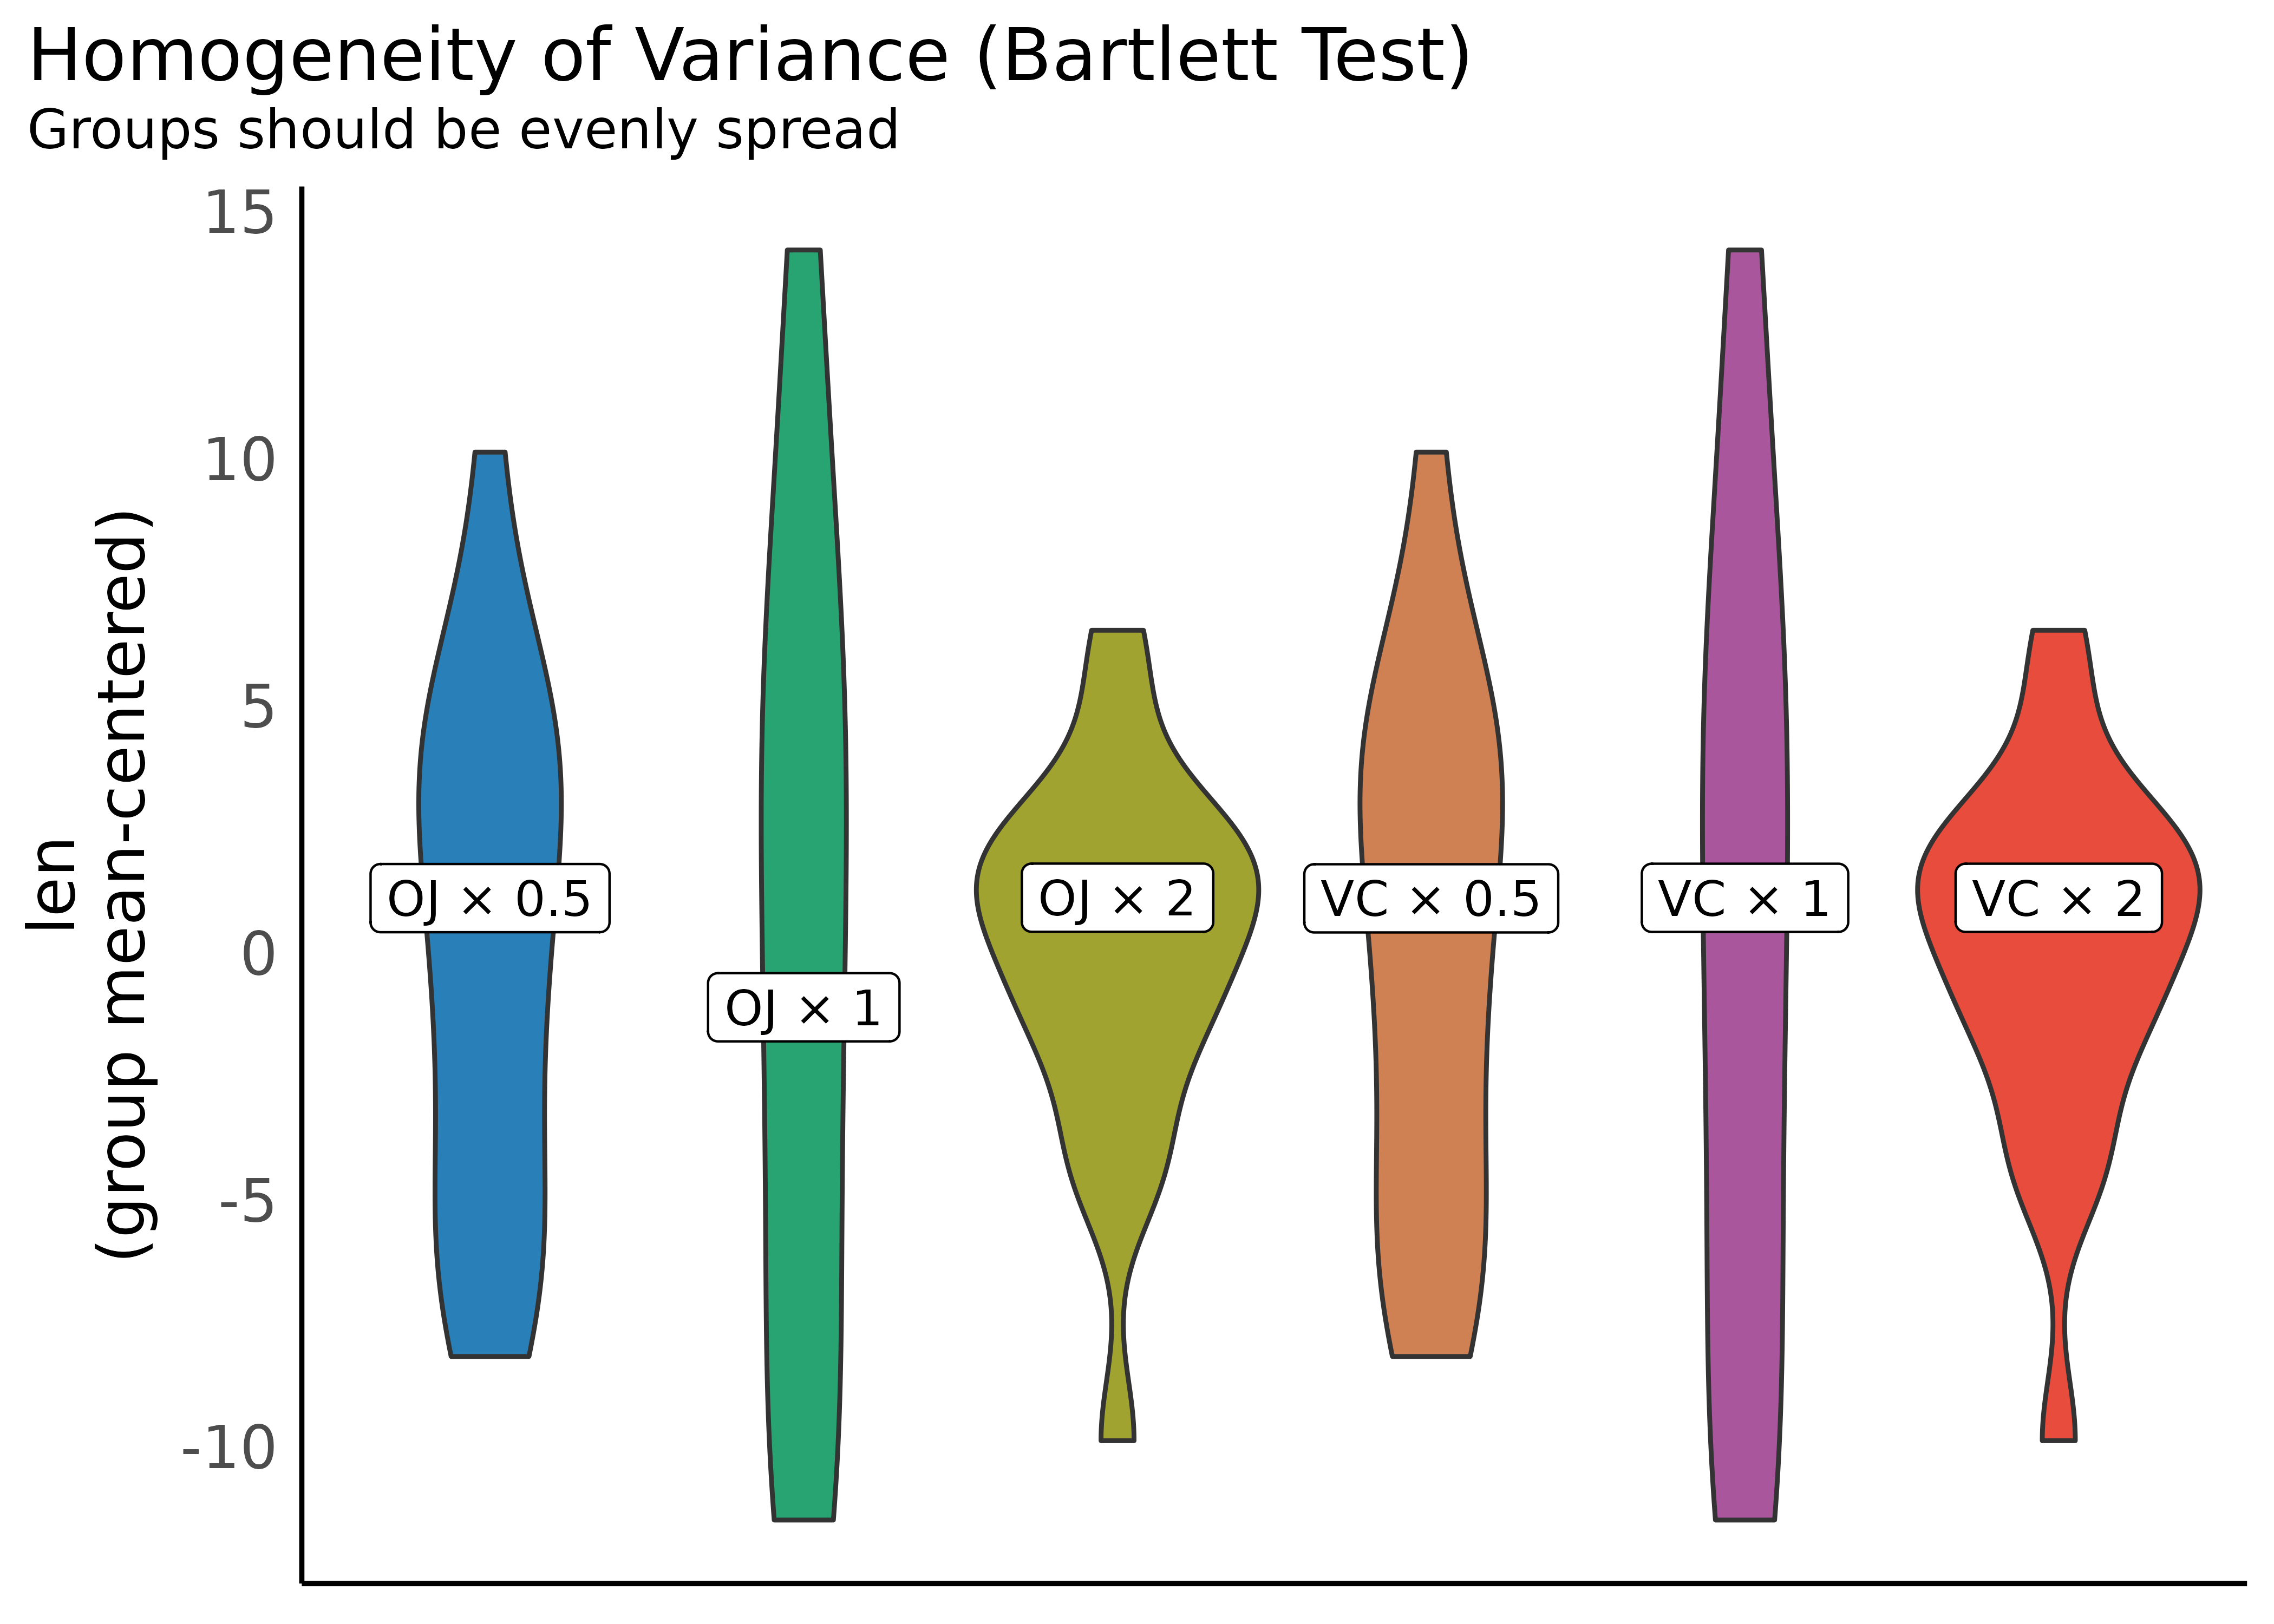 Homogeneity of Variance (Bartlett Test)
Groups should be evenly spread
len
(group mean-centered)
15
10
5
0
-5
-10
OJ × 0.5
OJ × 1
OJ × 2
VC × 0.5
VC × 1
VC × 2